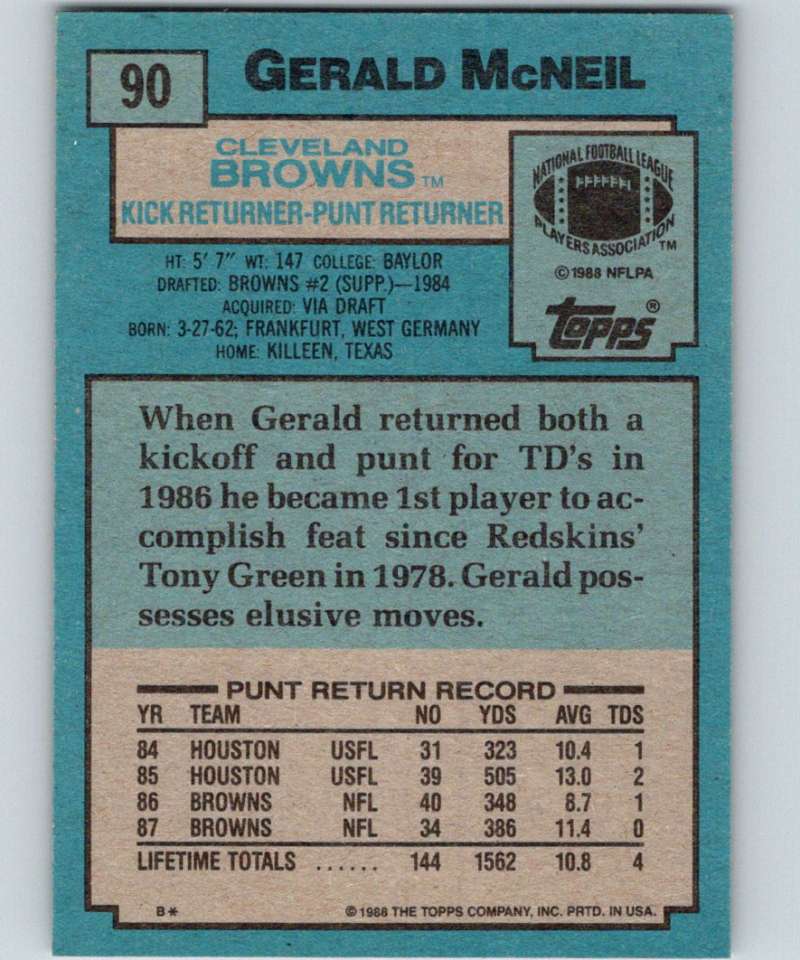 90
GERALD MCNEIL
CLEVELAND
BROWNS TM
KICK RETURNER-PUNT RETURNER
NATIONAL FOOTBALL LEAGUE
PLAYERS ASSOCIATION TM
© 1988 NFLPA
topps®
HT: 5' 7" WT: 147 COLLEGE: BAYLOR
DRAFTED: BROWNS #2 (SUPP.)—1984
ACQUIRED: VIA DRAFT
BORN: 3-27-62; FRANKFURT, WEST GERMANY
HOME: KILLEEN, TEXAS
When Gerald returned both a
kickoff and punt for TD's in
1986 he became 1st player to ac-
complish feat since Redskins'
Tony Green in 1978. Gerald pos-
sesses elusive moves.
PUNT RETURN RECORD
YR TEAM NO YDS AVG TDS
84 HOUSTON USFL 31 323 10.4 1
85 HOUSTON USFL 39 505 13.0 2
86 BROWNS NFL 40 348 8.7 1
87 BROWNS NFL 34 386 11.4 0
LIFETIME TOTALS ...... 144 1562 10.8 4
B* © 1988 THE TOPPS COMPANY, INC. PRTD. IN USA.